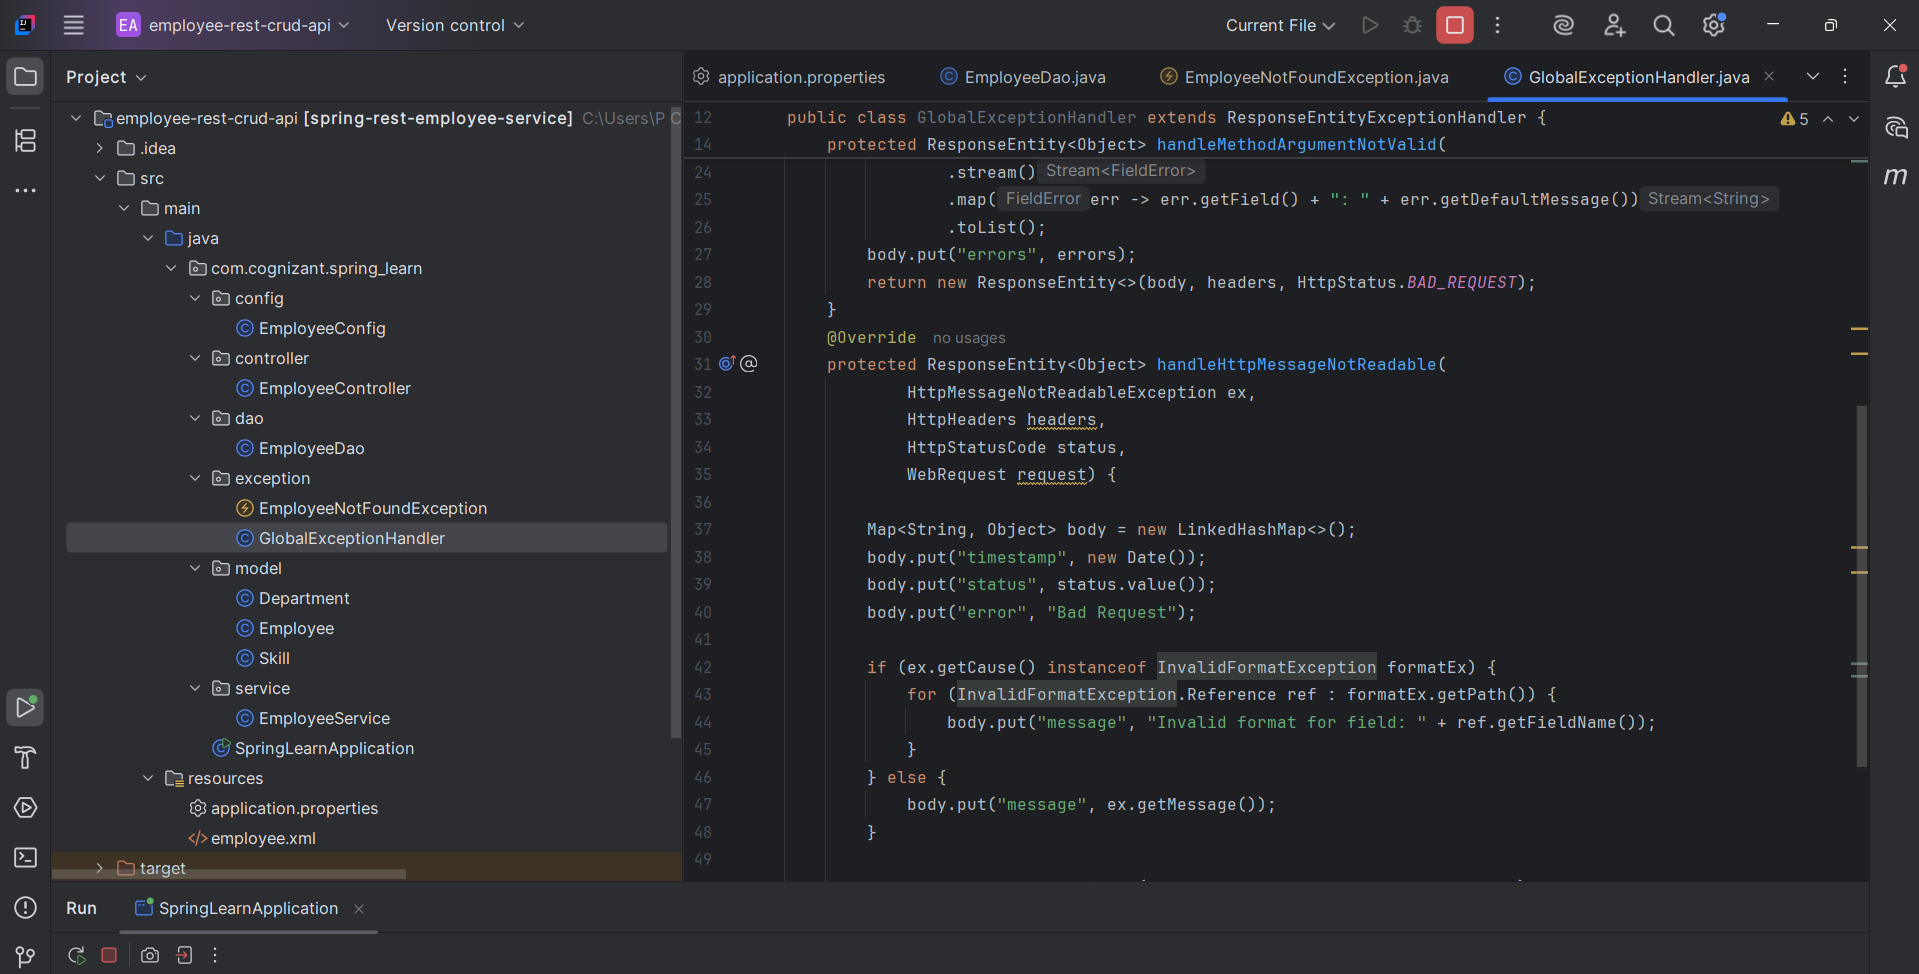 EA employee-rest-crud-api Version control Current File
Project
application.properties EmployeeDao.java EmployeeNotFoundException.java GlobalExceptionHandler.java
employee-rest-crud-api [spring-rest-employee-service] C:\Users\P C
.idea
src
main
java
com.cognizant.spring_learn
config
EmployeeConfig
controller
EmployeeController
dao
EmployeeDao
exception
EmployeeNotFoundException
GlobalExceptionHandler
model
Department
Employee
Skill
service
EmployeeService
SpringLearnApplication
resources
application.properties
employee.xml
target
12 public class GlobalExceptionHandler extends ResponseEntityExceptionHandler { 5
14 protected ResponseEntity<Object> handleMethodArgumentNotValid(
24 .stream() Stream<FieldError>
25 .map( FieldError err -> err.getField() + ": " + err.getDefaultMessage()) Stream<String>
26 .toList();
27 body.put("errors", errors);
28 return new ResponseEntity<>(body, headers, HttpStatus.BAD_REQUEST);
29 }
30 @Override no usages
31 protected ResponseEntity<Object> handleHttpMessageNotReadable(
32 HttpMessageNotReadableException ex,
33 HttpHeaders headers,
34 HttpStatusCode status,
35 WebRequest request) {
36
37 Map<String, Object> body = new LinkedHashMap<>();
38 body.put("timestamp", new Date());
39 body.put("status", status.value());
40 body.put("error", "Bad Request");
41
42 if (ex.getCause() instanceof InvalidFormatException formatEx) {
43 for (InvalidFormatException.Reference ref : formatEx.getPath()) {
44 body.put("message", "Invalid format for field: " + ref.getFieldName());
45 }
46 } else {
47 body.put("message", ex.getMessage());
48 }
49
Run SpringLearnApplication